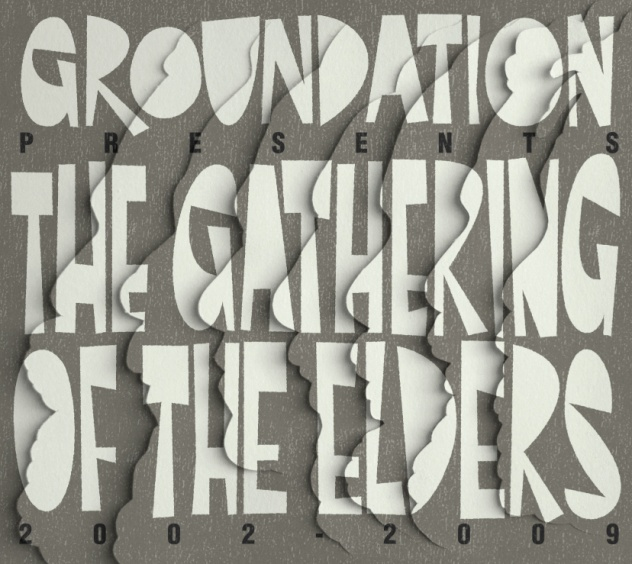 GROUNDATION
PRESENTS
THE GATHERING
OF THE ELDERS
2002-2009